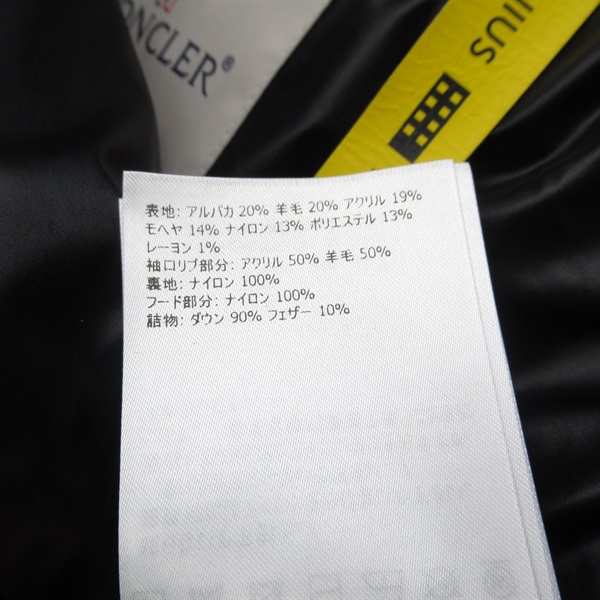 ONCLER®
IUS
表地: アルパカ 20% 羊毛 20% アクリル 19%
モヘヤ 14% ナイロン 13% ポリエステル 13%
レーヨン 1%
袖口リブ部分: アクリル 50% 羊毛 50%
裏地: ナイロン 100%
フード部分: ナイロン 100%
詰物: ダウン 90% フェザー 10%